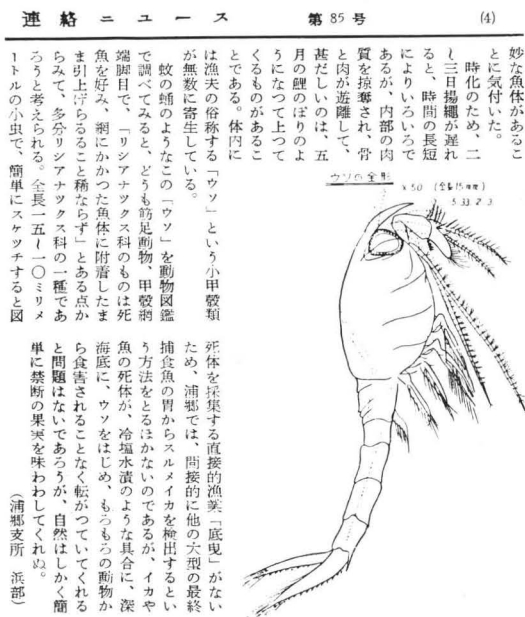 連絡ニュース 第85号 (4)
妙な魚体があるこ
とに気付いた。
時化のため、二
〜三日揚縄が遅れ
ると、時間の長短
によりいろいろで
あるが、内部の肉
質を掠奪され、骨
と肉が遊離して、
甚だしいのは、五
月の鯉のぼりのよ
うになつて上つて
くるものがあるこ
とである。体内に
は漁夫の俗称する「ウソ」という小甲殻類
が無数に寄生している。
蚊の蛹のようなこの「ウソ」を動物図鑑
で調べてみると、どうも節足動物、甲殻綱
端脚目で、「リシアナツクス科のものは死
魚を好み、網にかかつた魚体に附着したま
ま引上げらるること稀ならず」とある点か
らみて、多分リシアナツクス科の一種であ
ろうと考えられる。全長一五〜一〇ミリメ
ートルの小虫で、簡単にスケツチすると図
ウソの全形
×50 (全長15粍)
S.33.2.3
死体を採集する直接的漁業「底曳」がない
ため、浦郷では、間接的に他の大型の最終
捕食魚の胃からスルメイカを検出するとい
う方法をとるほかないのであるが、イカや
魚の死体が、冷塩水漬のような具合に、深
海底に、ウソをはじめ、もろもろの動物か
ら食害されることなく転がつていてくれる
と問題はないであろうが、自然はしかく簡
単に禁断の果実を味わわしてくれぬ。
(浦郷支所 浜部)